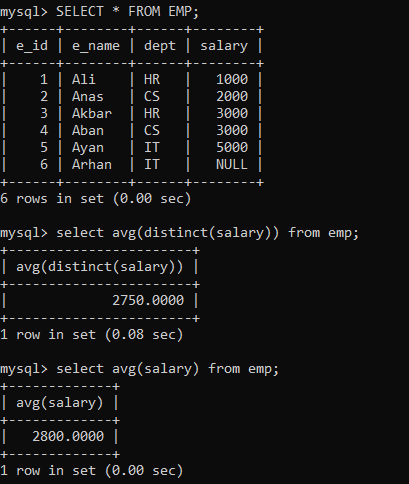 mysql> SELECT * FROM EMP;
+------+--------+------+--------+
| e_id | e_name | dept | salary |
+------+--------+------+--------+
|    1 | Ali    | HR   |   1000 |
|    2 | Anas   | CS   |   2000 |
|    3 | Akbar  | HR   |   3000 |
|    4 | Aban   | CS   |   3000 |
|    5 | Ayan   | IT   |   5000 |
|    6 | Arhan  | IT   |   NULL |
+------+--------+------+--------+
6 rows in set (0.00 sec)

mysql> select avg(distinct(salary)) from emp;
+-----------------------+
| avg(distinct(salary)) |
+-----------------------+
|             2750.0000 |
+-----------------------+
1 row in set (0.08 sec)

mysql> select avg(salary) from emp;
+-------------+
| avg(salary) |
+-------------+
|   2800.0000 |
+-------------+
1 row in set (0.00 sec)